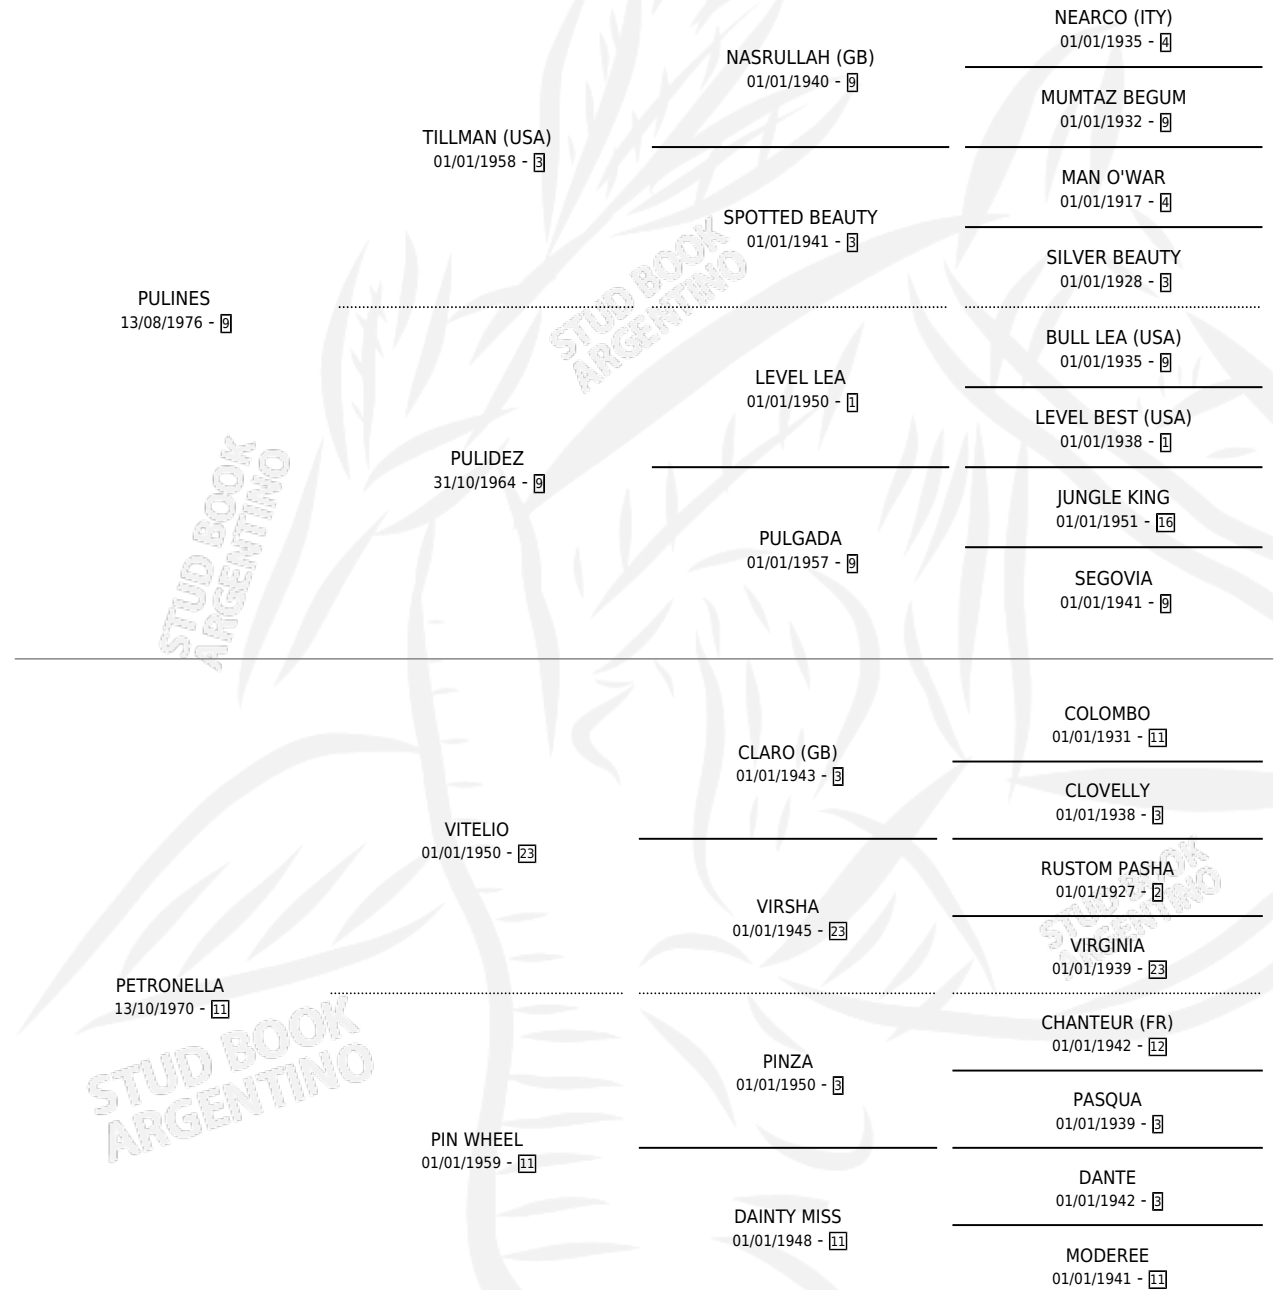 PULINES
13/08/1976 - 9
TILLMAN (USA)
01/01/1958 - 3
NASRULLAH (GB)
01/01/1940 - 9
NEARCO (ITY)
01/01/1935 - 4
MUMTAZ BEGUM
01/01/1932 - 9
SPOTTED BEAUTY
01/01/1941 - 3
MAN O'WAR
01/01/1917 - 4
SILVER BEAUTY
01/01/1928 - 3
PULIDEZ
31/10/1964 - 9
LEVEL LEA
01/01/1950 - 1
BULL LEA (USA)
01/01/1935 - 9
LEVEL BEST (USA)
01/01/1938 - 1
PULGADA
01/01/1957 - 9
JUNGLE KING
01/01/1951 - 16
SEGOVIA
01/01/1941 - 9
PETRONELLA
13/10/1970 - 11
VITELIO
01/01/1950 - 23
CLARO (GB)
01/01/1943 - 3
COLOMBO
01/01/1931 - 11
CLOVELLY
01/01/1938 - 3
VIRSHA
01/01/1945 - 23
RUSTOM PASHA
01/01/1927 - 2
VIRGINIA
01/01/1939 - 23
PIN WHEEL
01/01/1959 - 11
PINZA
01/01/1950 - 3
CHANTEUR (FR)
01/01/1942 - 12
PASQUA
01/01/1939 - 3
DAINTY MISS
01/01/1948 - 11
DANTE
01/01/1942 - 3
MODEREE
01/01/1941 - 11
STUD BOOK
ARGENTINO
STUD BOOK
ARGENTINO
STUD BOOK
ARGENTINO
STUD BOOK
ARGENTINO